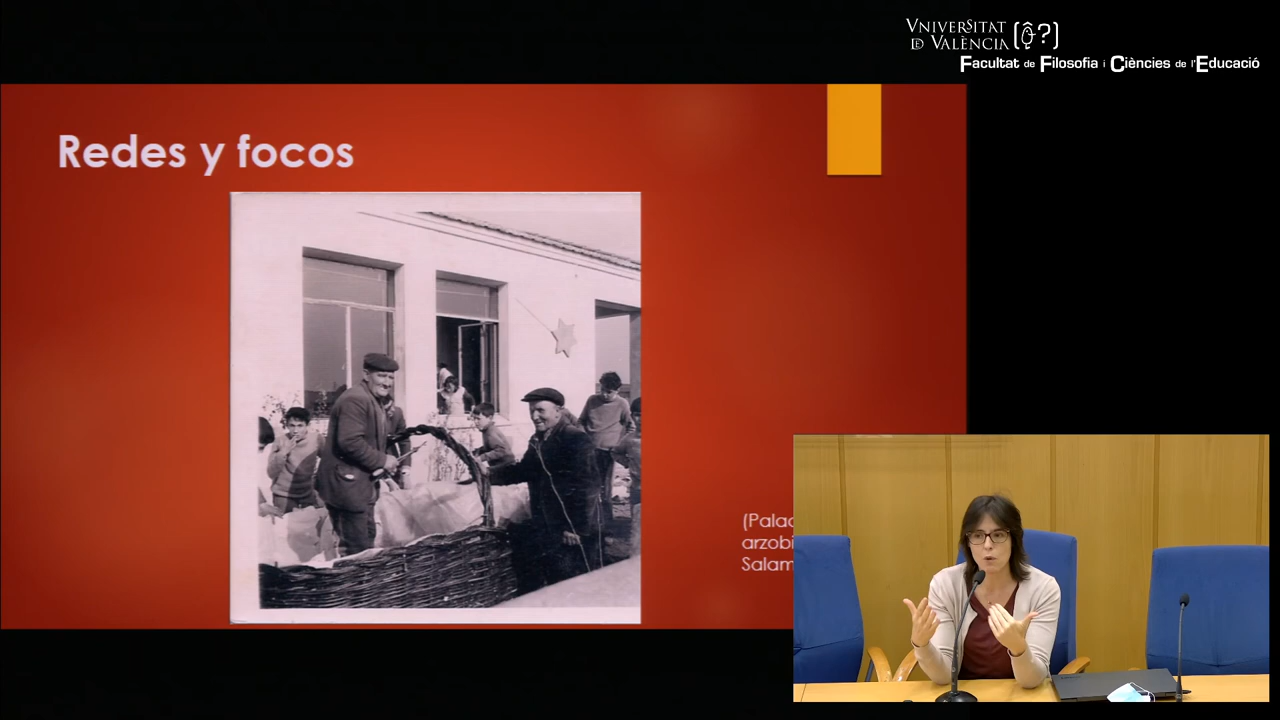 VNIVERSITAT
D VALÈNCIA
Facultat de Filosofia i Ciències de l'Educació
Redes y focos